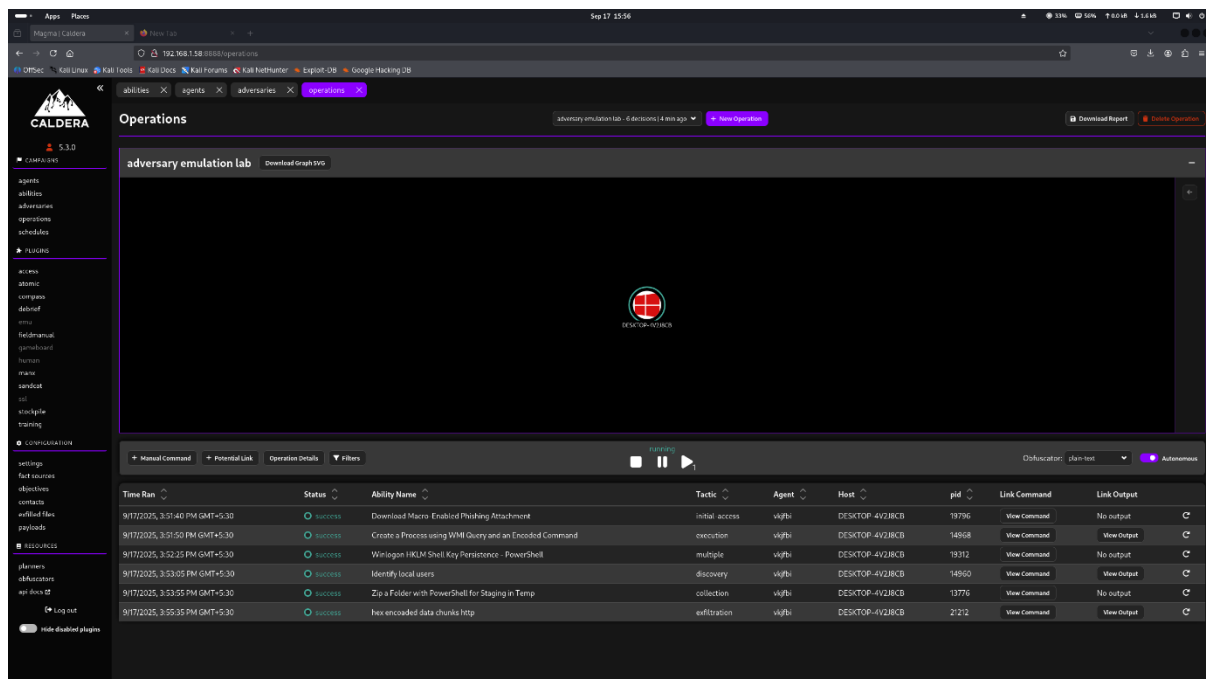 Apps Places Sep 17 15:56 33% 56% ↑0.0 kB ↓1.6 kB
Magma | Caldera × New Tab × +
192.168.1.58:8888/operations
OffSec Kali Linux Kali Tools Kali Docs Kali Forums Kali NetHunter Exploit-DB Google Hacking DB
CALDERA
5.3.0
CAMPAIGNS
agents
abilities
adversaries
operations
schedules
PLUGINS
access
atomic
compass
debrief
emu
fieldmanual
gameboard
human
manx
sandcat
ssl
stockpile
training
CONFIGURATION
settings
fact sources
objectives
contacts
exfilled files
payloads
RESOURCES
planners
obfuscators
api docs
Log out
Hide disabled plugins
abilities × agents × adversaries × operations ×
Operations adversary emulation lab - 6 decisions | 4 min ago + New Operation Download Report Delete Operation
adversary emulation lab Download Graph SVG
DESKTOP-4V2J8CB
running
+ Manual Command + Potential Link Operation Details Filters 1 Obfuscator: plain-text Autonomous
Time Ran Status Ability Name Tactic Agent Host pid Link Command Link Output
9/17/2025, 3:51:40 PM GMT+5:30 success Download Macro-Enabled Phishing Attachment initial-access vkjfbi DESKTOP-4V2J8CB 19796 View Command No output
9/17/2025, 3:51:50 PM GMT+5:30 success Create a Process using WMI Query and an Encoded Command execution vkjfbi DESKTOP-4V2J8CB 14968 View Command View Output
9/17/2025, 3:52:25 PM GMT+5:30 success Winlogon HKLM Shell Key Persistence - PowerShell multiple vkjfbi DESKTOP-4V2J8CB 19312 View Command No output
9/17/2025, 3:53:05 PM GMT+5:30 success Identify local users discovery vkjfbi DESKTOP-4V2J8CB 14960 View Command View Output
9/17/2025, 3:53:55 PM GMT+5:30 success Zip a Folder with PowerShell for Staging in Temp collection vkjfbi DESKTOP-4V2J8CB 13776 View Command No output
9/17/2025, 3:55:35 PM GMT+5:30 success hex encoaded data chunks http exfiltration vkjfbi DESKTOP-4V2J8CB 21212 View Command View Output